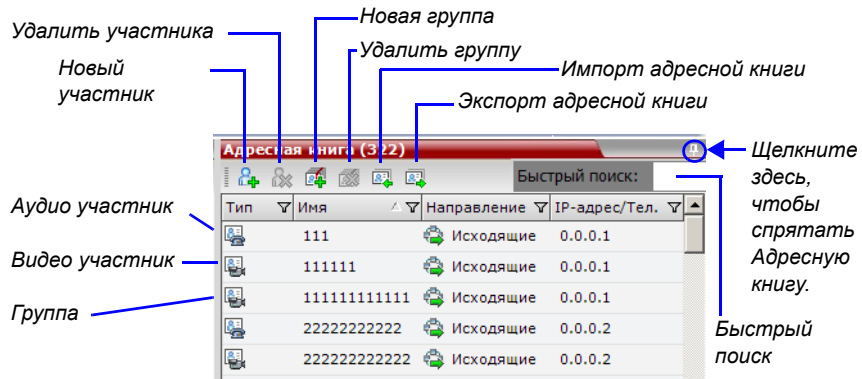 Новая группа
Удалить участника
Удалить группу
Новый
участник
Импорт адресной книги
Экспорт адресной книги
Адресная книга (322)
Быстрый поиск:
Щелкните
здесь,
чтобы
спрятать
Адресную
книгу.
Тип Имя Направление IP-адрес/Тел.
Аудио участник
111 Исходящие 0.0.0.1
Видео участник
111111 Исходящие 0.0.0.1
Группа
111111111111 Исходящие 0.0.0.1
22222222222 Исходящие 0.0.0.2
222222222222 Исходящие 0.0.0.2
Быстрый
поиск